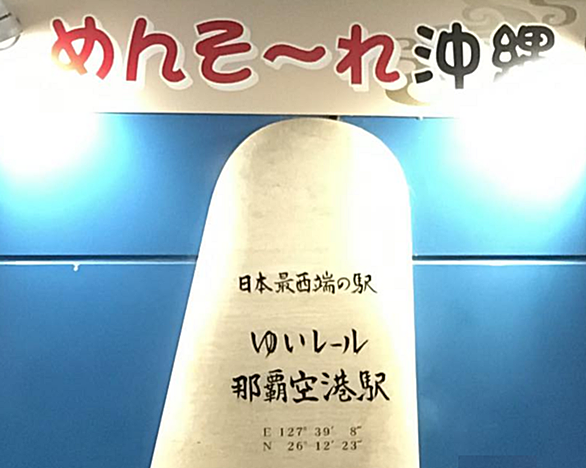 めんそ〜れ沖縄
日本最西端の駅
ゆいレール
那覇空港駅
E 127° 39′ 8″
N 26° 12′ 23″